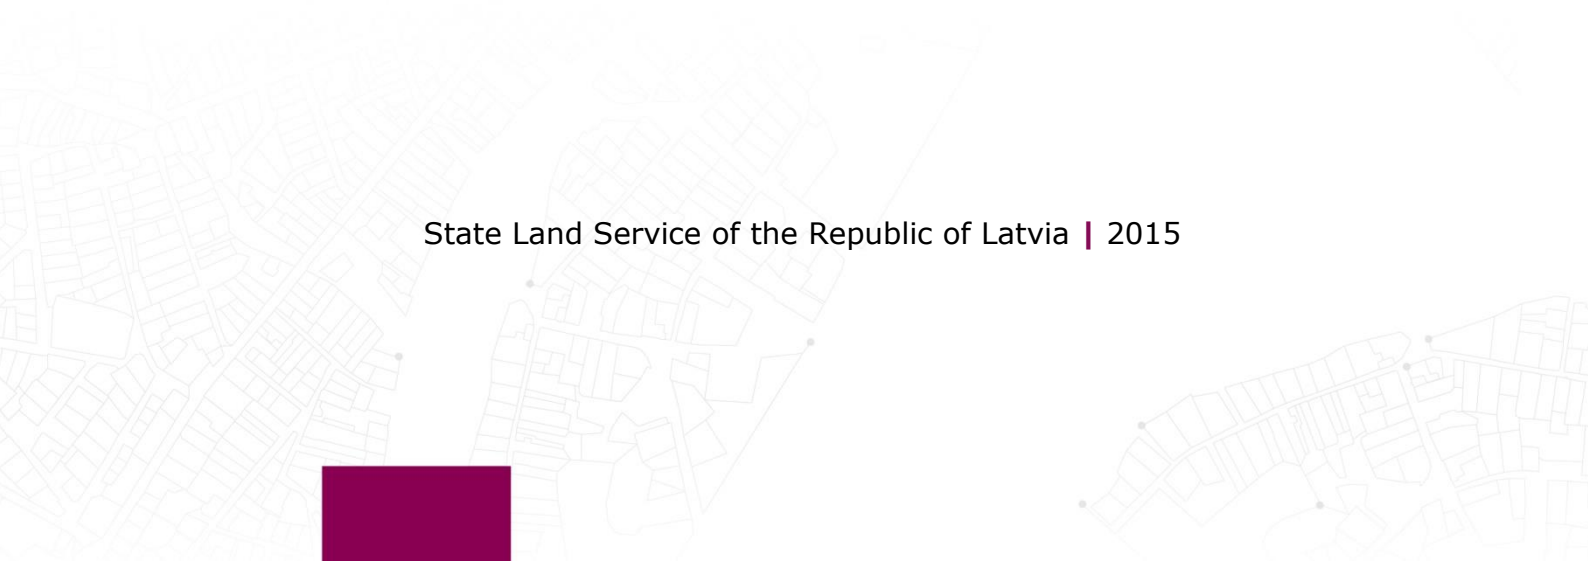 State Land Service of the Republic of Latvia | 2015